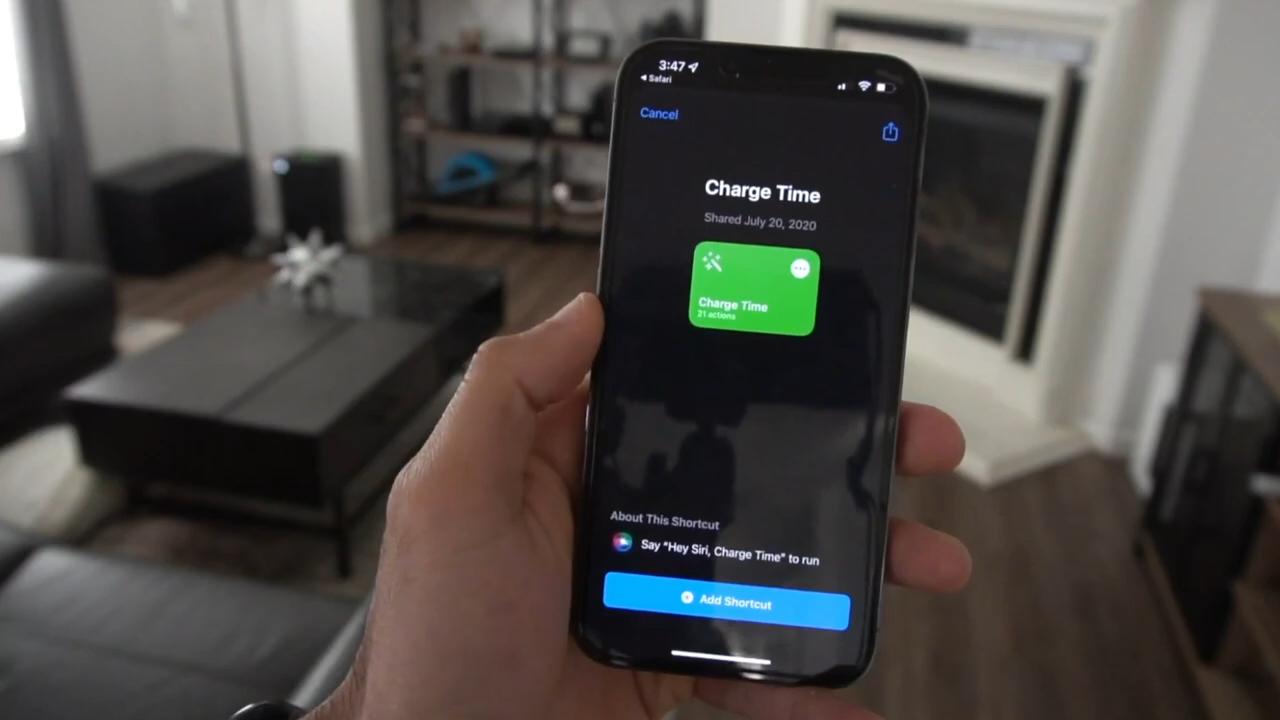 3:47
◂ Safari
Cancel
Charge Time
Shared July 20, 2020
Charge Time
21 actions
About This Shortcut
Say “Hey Siri, Charge Time” to run
Add Shortcut